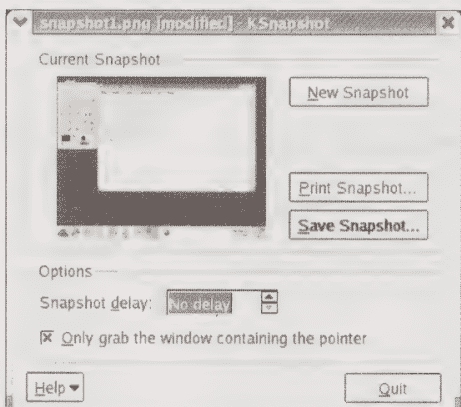 snapshot1.png [modified] - KSnapshot
Current Snapshot
New Snapshot
Print Snapshot...
Save Snapshot...
Options
Snapshot delay: No delay
Only grab the window containing the pointer
Help
Quit